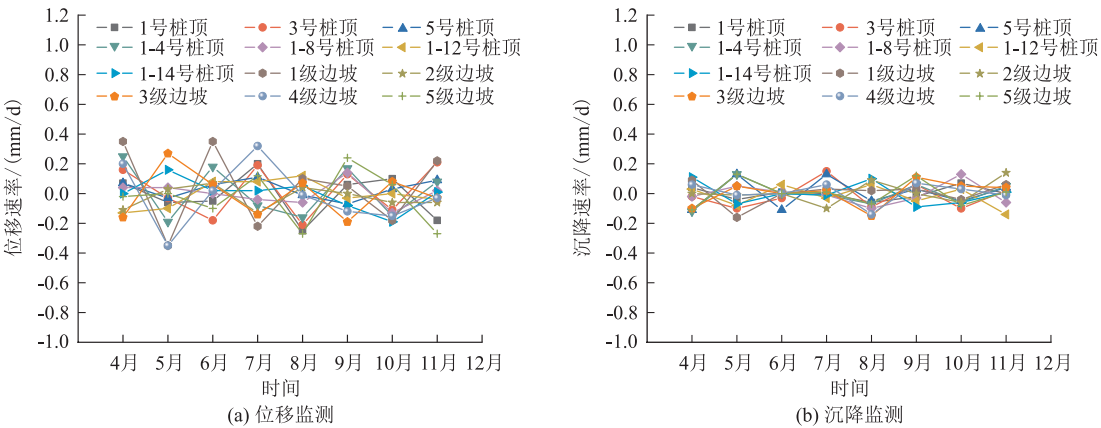 1.2
1.0
0.8
0.6
0.4
0.2
0.0
-0.2
-0.4
-0.6
-0.8
-1.0
位移速率/(mm/d)
1号桩顶 3号桩顶 5号桩顶
1-4号桩顶 1-8号桩顶 1-12号桩顶
1-14号桩顶 1级边坡 2级边坡
3级边坡 4级边坡 5级边坡
4月 5月 6月 7月 8月 9月 10月 11月 12月
时间
(a) 位移监测
1.2
1.0
0.8
0.6
0.4
0.2
0.0
-0.2
-0.4
-0.6
-0.8
-1.0
沉降速率/(mm/d)
1号桩顶 3号桩顶 5号桩顶
1-4号桩顶 1-8号桩顶 1-12号桩顶
1-14号桩顶 1级边坡 2级边坡
3级边坡 4级边坡 5级边坡
4月 5月 6月 7月 8月 9月 10月 11月 12月
时间
(b) 沉降监测